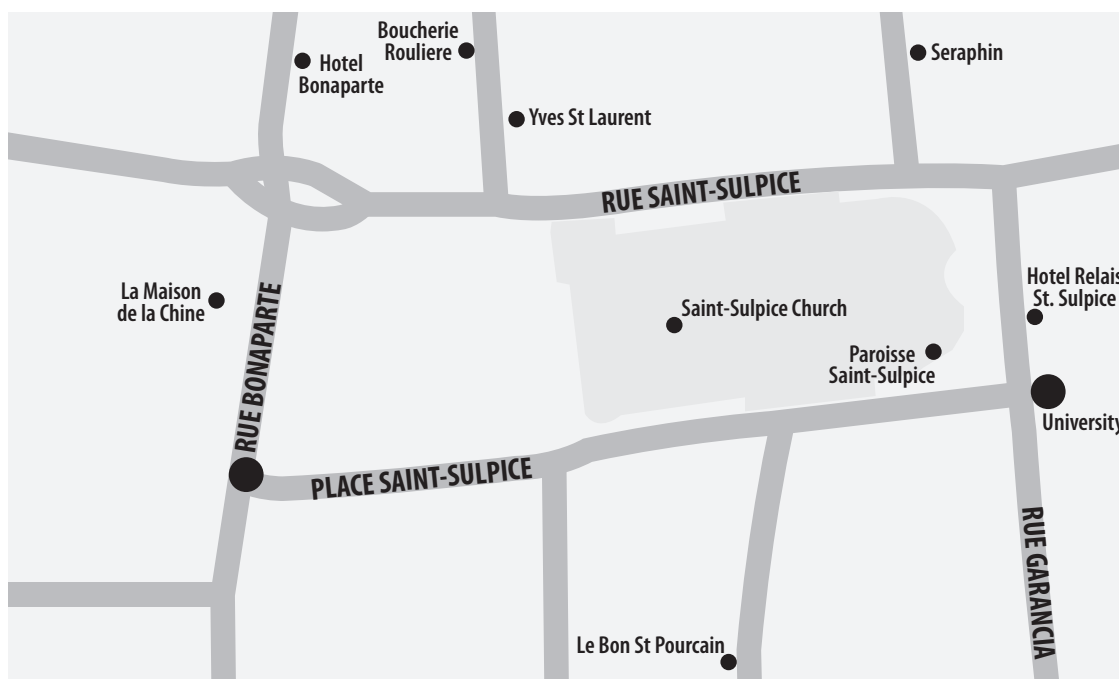 Boucherie
Rouliere
Hotel
Bonaparte
Seraphin
Yves St Laurent
RUE SAINT-SULPICE
La Maison
de la Chine
Hotel Relais
St. Sulpice
Saint-Sulpice Church
RUE BONAPARTE
Paroisse
Saint-Sulpice
University
PLACE SAINT-SULPICE
RUE GARANCIA
Le Bon St Pourcain